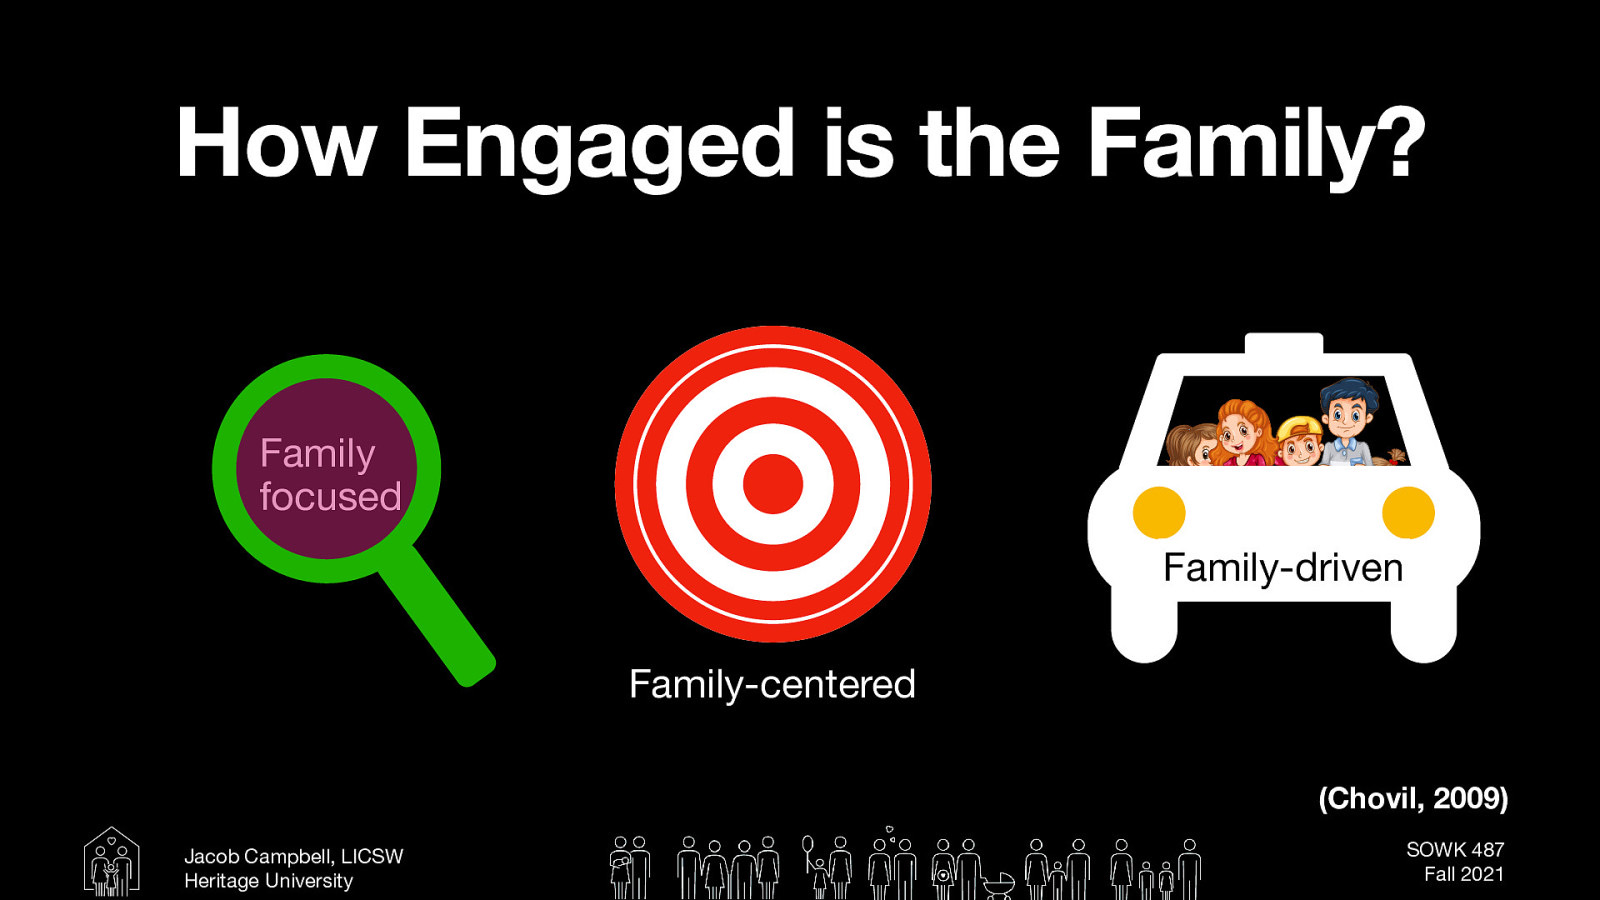 How Engaged is the Family?
Family
focused
Family-centered
Family-driven
(Chovil, 2009)
Jacob Campbell, LICSW
Heritage University
SOWK 487
Fall 2021